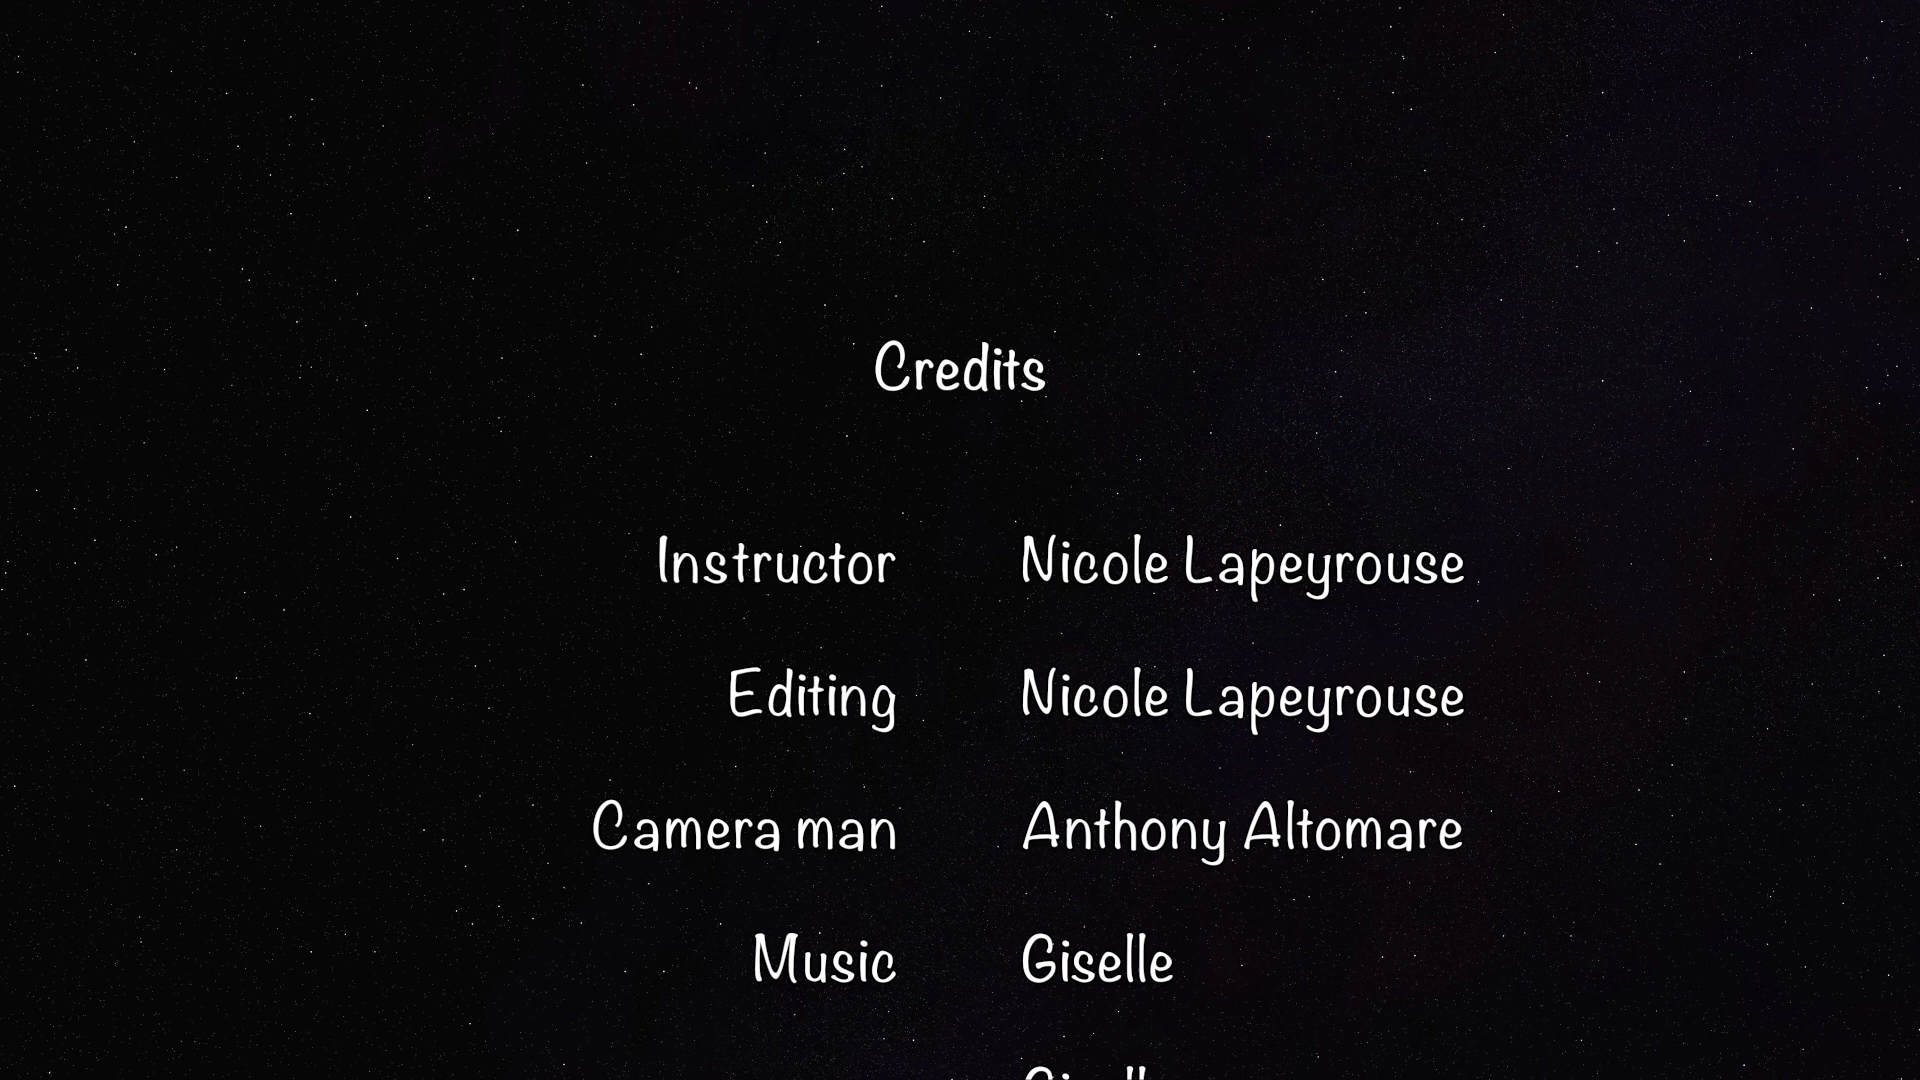 Credits
Instructor Nicole Lapeyrouse
Editing Nicole Lapeyrouse
Camera man Anthony Altomare
Music Giselle